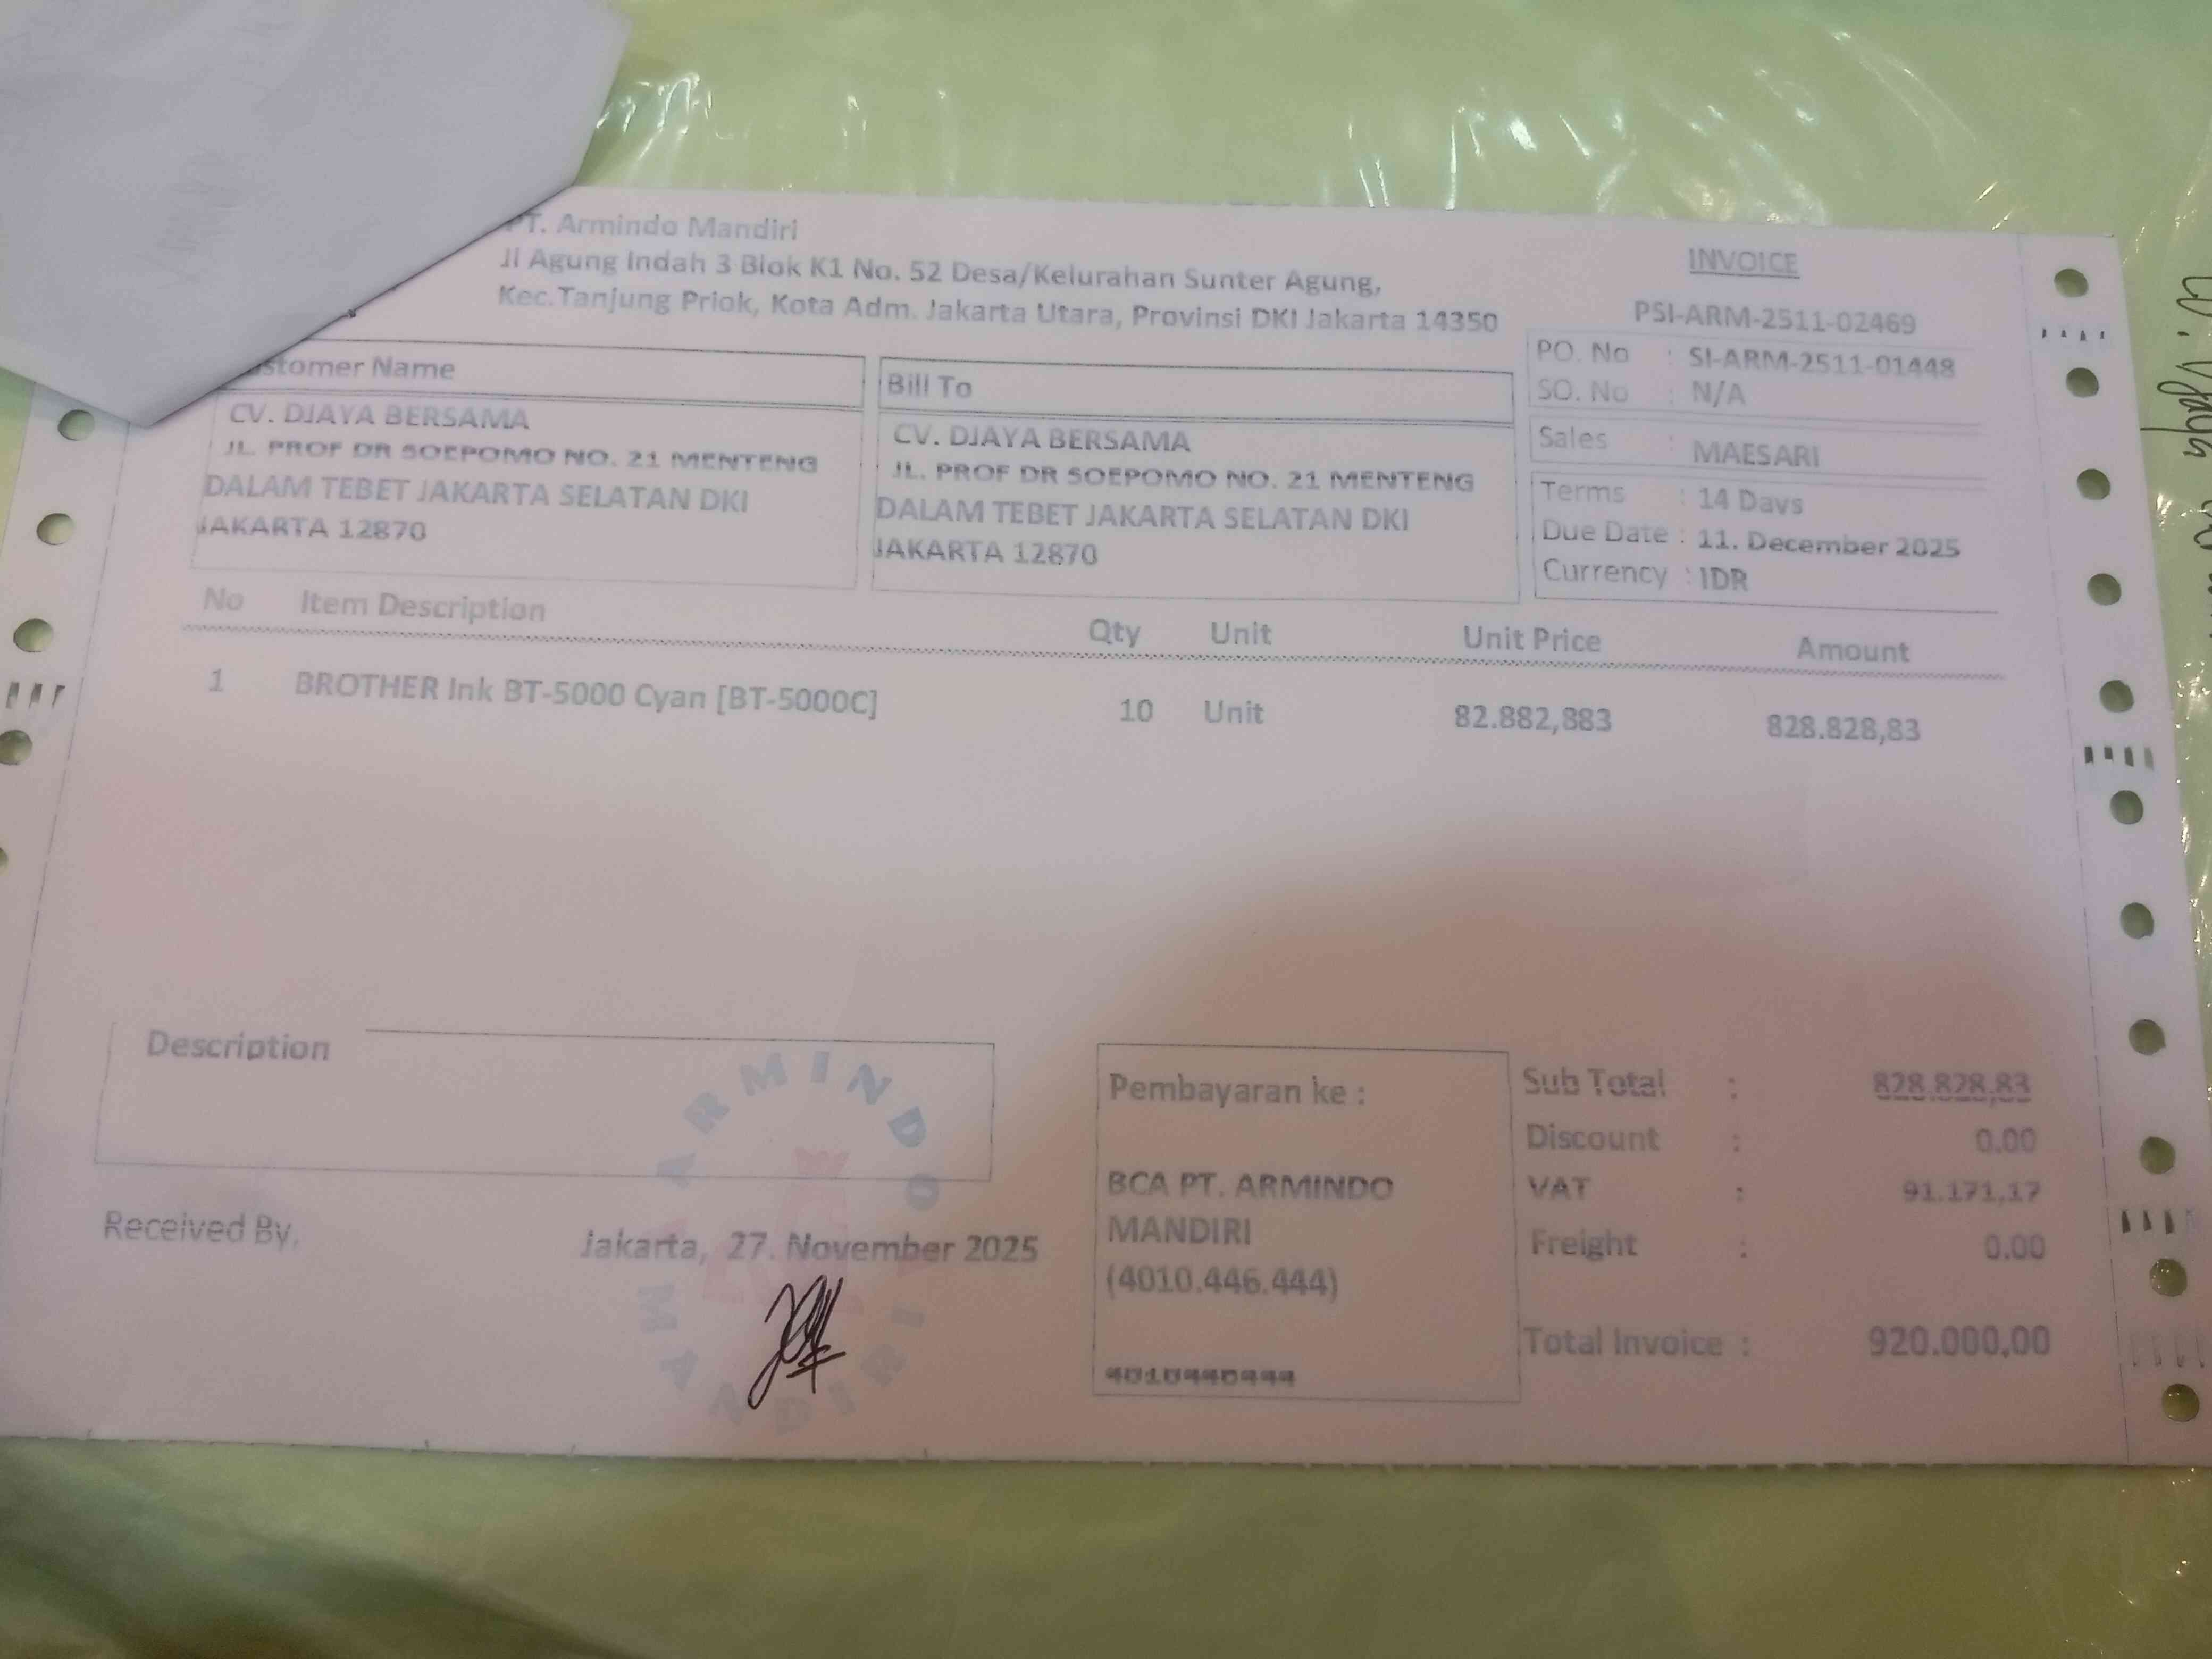 PT. Armindo Mandiri
Jl Agung Indah 3 Blok K1 No. 52 Desa/Kelurahan Sunter Agung,
Kec.Tanjung Priok, Kota Adm. Jakarta Utara, Provinsi DKI Jakarta 14350
INVOICE
PSI-ARM-2511-02469
PO. No : SI-ARM-2511-01448
SO. No : N/A
Sales : MAESARI
Terms : 14 Days
Due Date : 11. December 2025
Currency : IDR
stomer Name
CV. DJAYA BERSAMA
JL. PROF DR SOEPOMO NO. 21 MENTENG
DALAM TEBET JAKARTA SELATAN DKI
JAKARTA 12870
Bill To
CV. DJAYA BERSAMA
JL. PROF DR SOEPOMO NO. 21 MENTENG
DALAM TEBET JAKARTA SELATAN DKI
JAKARTA 12870
No Item Description Qty Unit Unit Price Amount
1 BROTHER Ink BT-5000 Cyan [BT-5000C] 10 Unit 82.882,883 828.828,83
Description
Received By,
Jakarta, 27. November 2025
ARMINDO MANDIRI
Pembayaran ke :
BCA PT. ARMINDO
MANDIRI
(4010.446.444)
4010446444
Sub Total : 828.828,83
Discount : 0.00
VAT : 91.171,17
Freight : 0.00
Total Invoice : 920.000,00